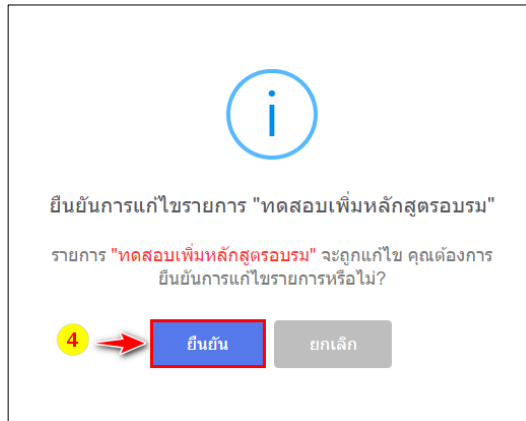 i
ยืนยันการแก้ไขรายการ "ทดสอบเพิ่มหลักสูตรอบรม"
รายการ "ทดสอบเพิ่มหลักสูตรอบรม" จะถูกแก้ไข คุณต้องการ
ยืนยันการแก้ไขรายการหรือไม่?
4 ยืนยัน ยกเลิก